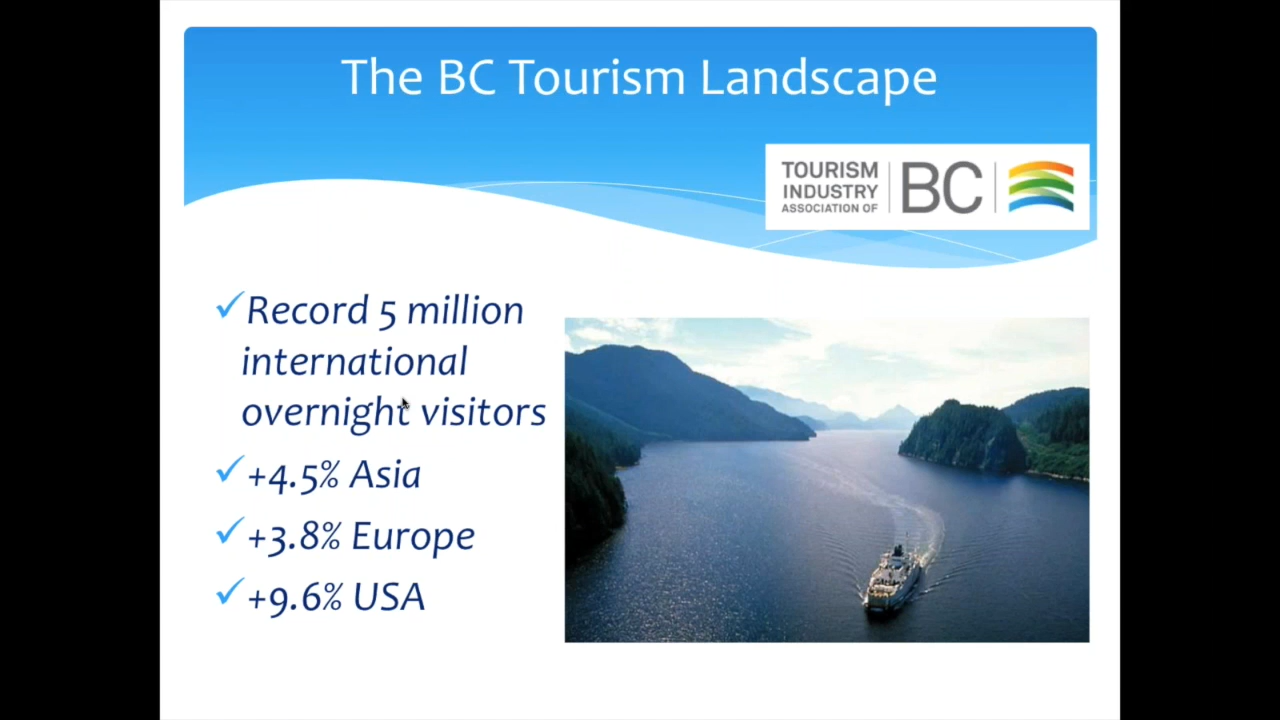 The BC Tourism Landscape
TOURISM
INDUSTRY
ASSOCIATION OF
BC
Record 5 million
international
overnight visitors
+4.5% Asia
+3.8% Europe
+9.6% USA